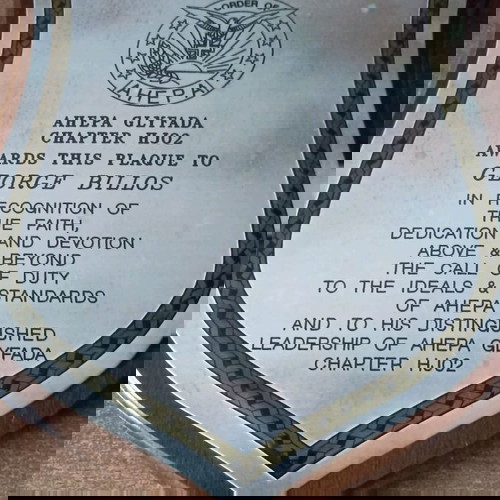 ORDER OF
AHEPA
AHEPA GLYFADA
CHAPTER HJ02
AWARDS THIS PLAQUE TO
GEORGE BILLOS
IN RECOGNITION OF
THE FAITH,
DEDICATION AND DEVOTION
ABOVE & BEYOND
THE CALL OF DUTY
TO THE IDEALS & STANDARDS
OF AHEPA
AND TO HIS DISTINGUISHED
LEADERSHIP OF AHEPA GLYFADA
CHAPTER HJ02